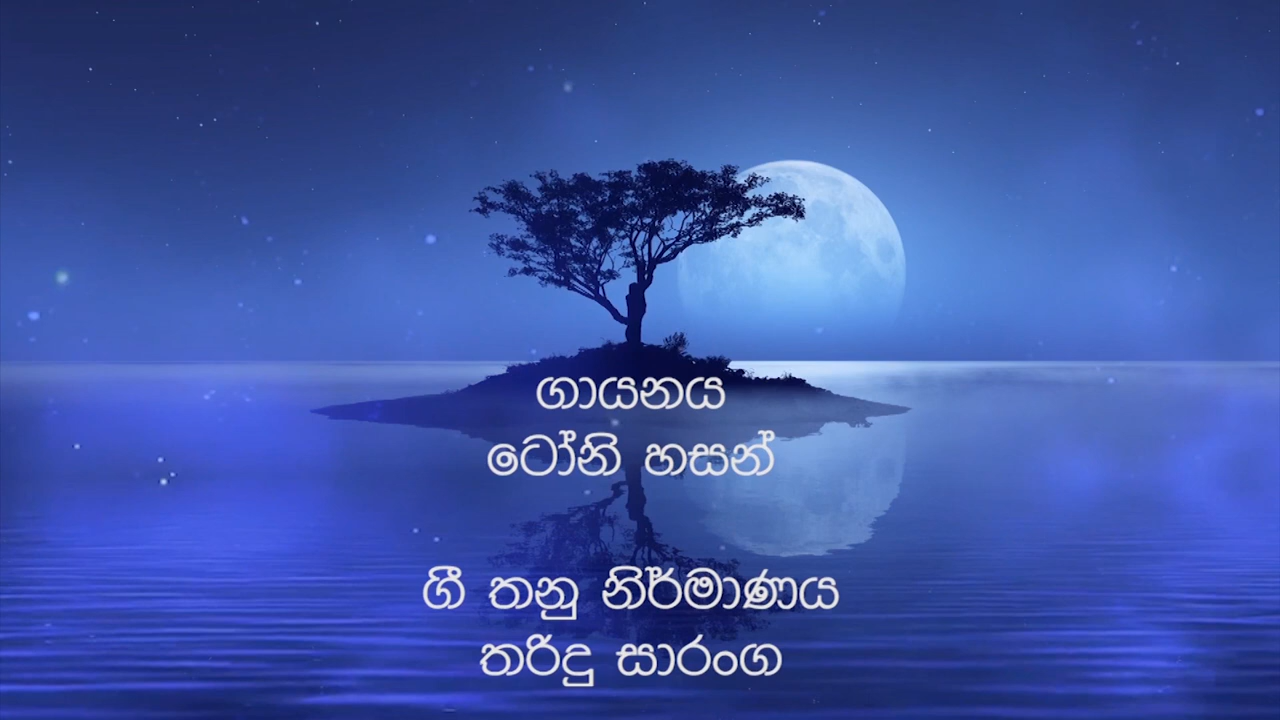 ගායනය
ටෝනි හසන්
ගී තනු නිර්මාණය
තරිදු සාරංග